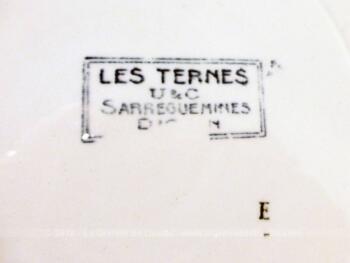 LES TERNES
U & C
SARREGUEMINES
E